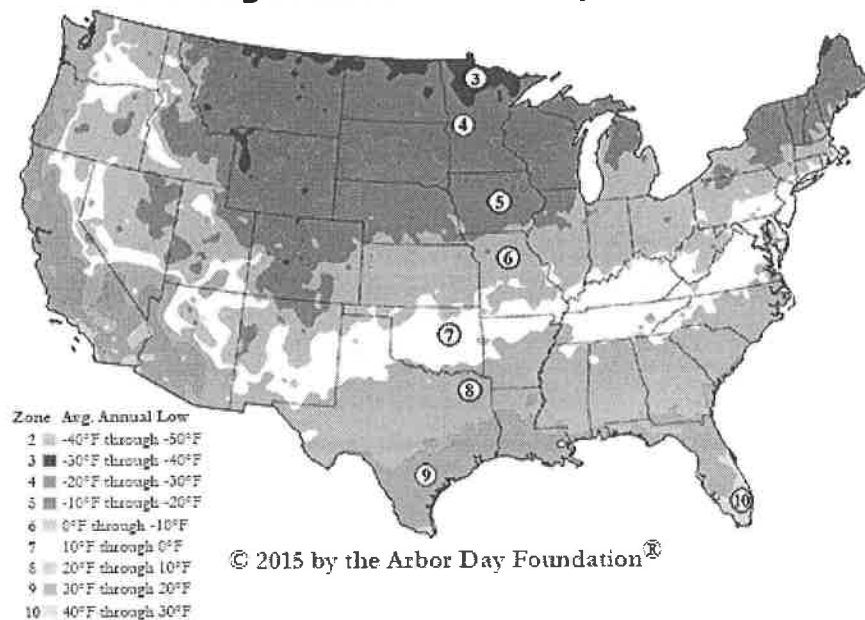 3
4
5
6
7
8
9
10
Zone Avg. Annual Low
2 -40°F through -50°F
3 -30°F through -40°F
4 -20°F through -30°F
5 -10°F through -20°F
6 0°F through -10°F
7 10°F through 0°F
8 20°F through 10°F
9 30°F through 20°F
10 40°F through 30°F
© 2015 by the Arbor Day Foundation®